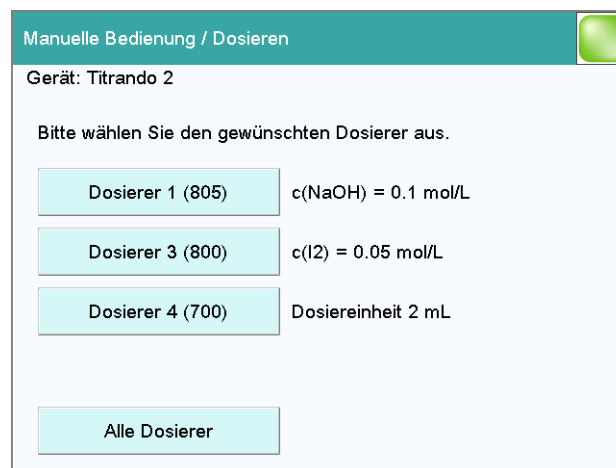 Manuelle Bedienung / Dosieren
Gerät: Titrando 2
Bitte wählen Sie den gewünschten Dosierer aus.
Dosierer 1 (805) c(NaOH) = 0.1 mol/L
Dosierer 3 (800) c(I2) = 0.05 mol/L
Dosierer 4 (700) Dosiereinheit 2 mL
Alle Dosierer